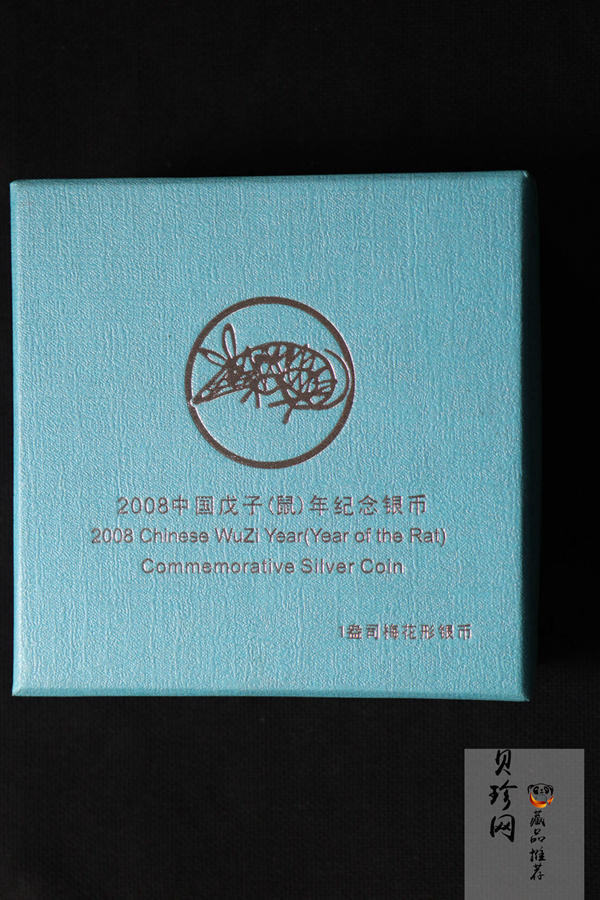 2008中国戊子(鼠)年纪念银币
2008 Chinese WuZi Year(Year of the Rat)
Commemorative Silver Coin
1盎司梅花形银币
贝珍网
藏品推荐